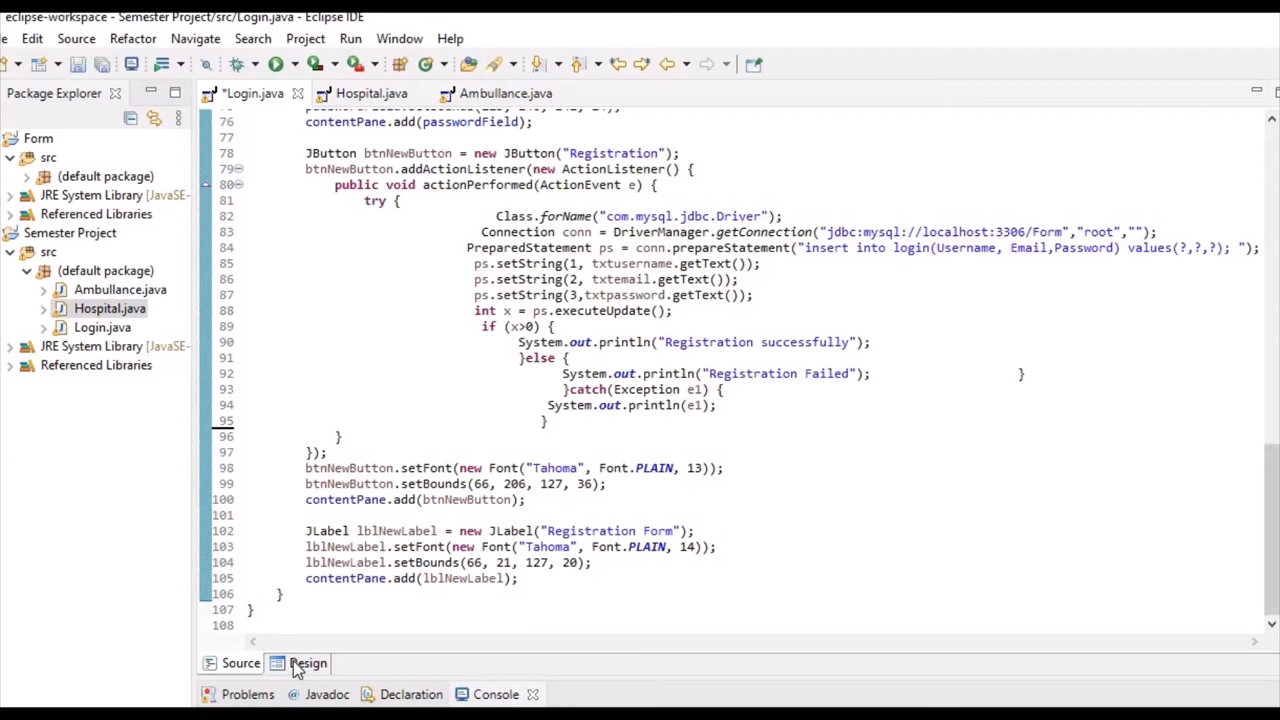 eclipse-workspace - Semester Project/src/Login.java - Eclipse IDE
Edit Source Refactor Navigate Search Project Run Window Help
Package Explorer
*Login.java Hospital.java Ambullance.java
Form
src
(default package)
JRE System Library [JavaSE-
Referenced Libraries
Semester Project
src
(default package)
Ambullance.java
Hospital.java
Login.java
JRE System Library [JavaSE-
Referenced Libraries
76 contentPane.add(passwordField);
77
78 JButton btnNewButton = new JButton("Registration");
79 btnNewButton.addActionListener(new ActionListener() {
80 public void actionPerformed(ActionEvent e) {
81 try {
82 Class.forName("com.mysql.jdbc.Driver");
83 Connection conn = DriverManager.getConnection("jdbc:mysql://localhost:3306/Form","root","");
84 PreparedStatement ps = conn.prepareStatement("insert into login(Username, Email,Password) values(?,?,?); ");
85 ps.setString(1, txtusername.getText());
86 ps.setString(2, txtemail.getText());
87 ps.setString(3,txtpassword.getText());
88 int x = ps.executeUpdate();
89 if (x>0) {
90 System.out.println("Registration successfully");
91 }else {
92 System.out.println("Registration Failed"); }
93 }catch(Exception e1) {
94 System.out.println(e1);
95 }
96 }
97 });
98 btnNewButton.setFont(new Font("Tahoma", Font.PLAIN, 13));
99 btnNewButton.setBounds(66, 206, 127, 36);
100 contentPane.add(btnNewButton);
101
102 JLabel lblNewLabel = new JLabel("Registration Form");
103 lblNewLabel.setFont(new Font("Tahoma", Font.PLAIN, 14));
104 lblNewLabel.setBounds(66, 21, 127, 20);
105 contentPane.add(lblNewLabel);
106 }
107 }
108
Source Design
Problems @ Javadoc Declaration Console